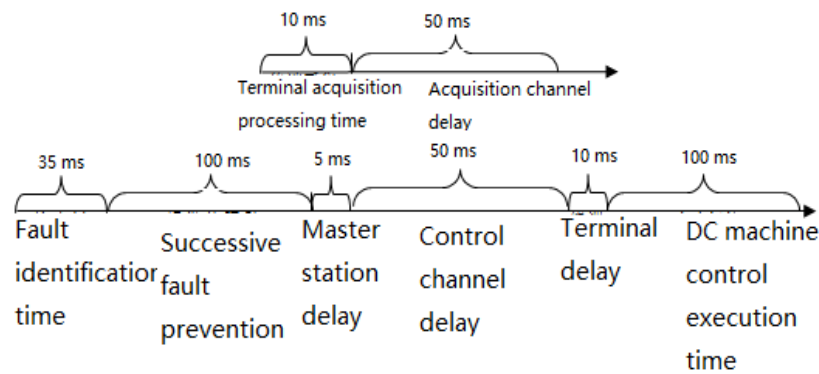 10 ms
50 ms
Terminal acquisition
processing time
Acquisition channel
delay
35 ms
100 ms
5 ms
50 ms
10 ms
100 ms
Fault
identification
time
Successive
fault
prevention
Master
station
delay
Control
channel
delay
Terminal
delay
DC machine
control
execution
time